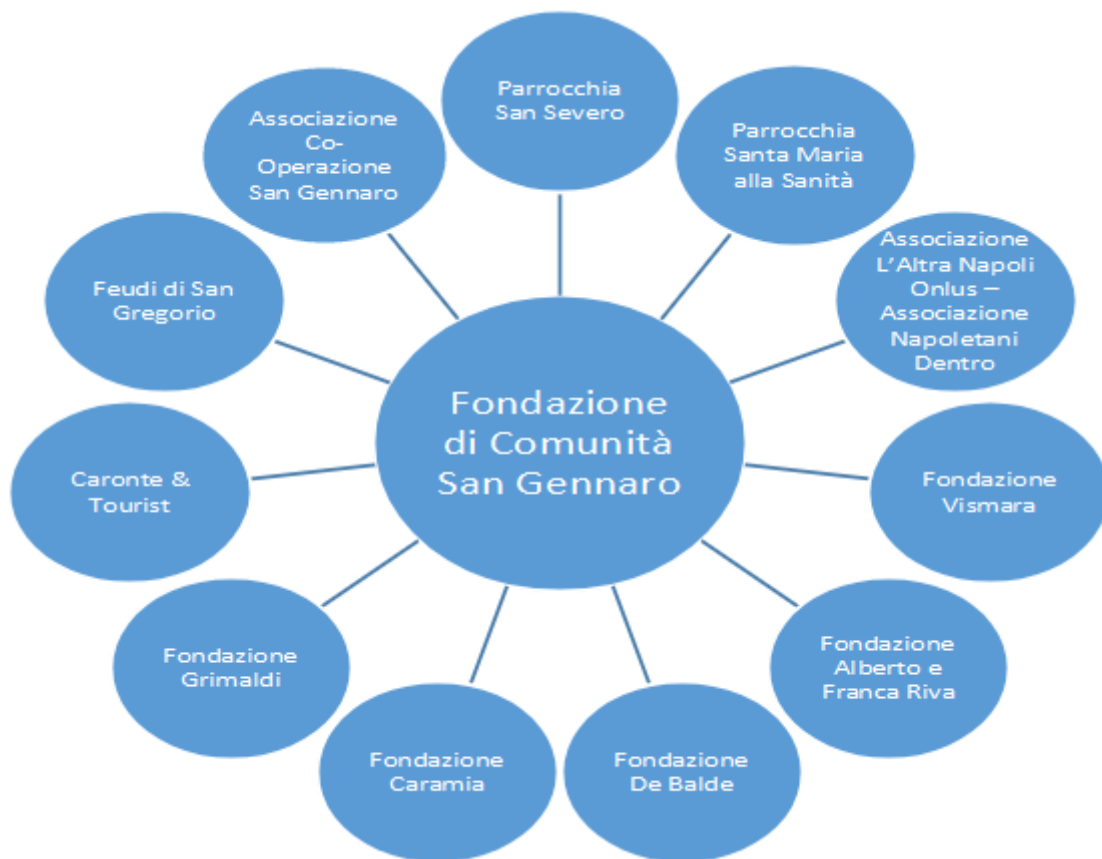 Parrocchia
San Severo
Parrocchia
Santa Maria
alla Sanità
Associazione
L'Altra Napoli
Onlus –
Associazione
Napoletani
Dentro
Fondazione
Vismara
Fondazione
Alberto e
Franca Riva
Fondazione
De Balde
Fondazione
Caramia
Fondazione
Grimaldi
Caronte &
Tourist
Feudi di San
Gregorio
Associazione
Co-
Operazione
San Gennaro
Fondazione
di Comunità
San Gennaro